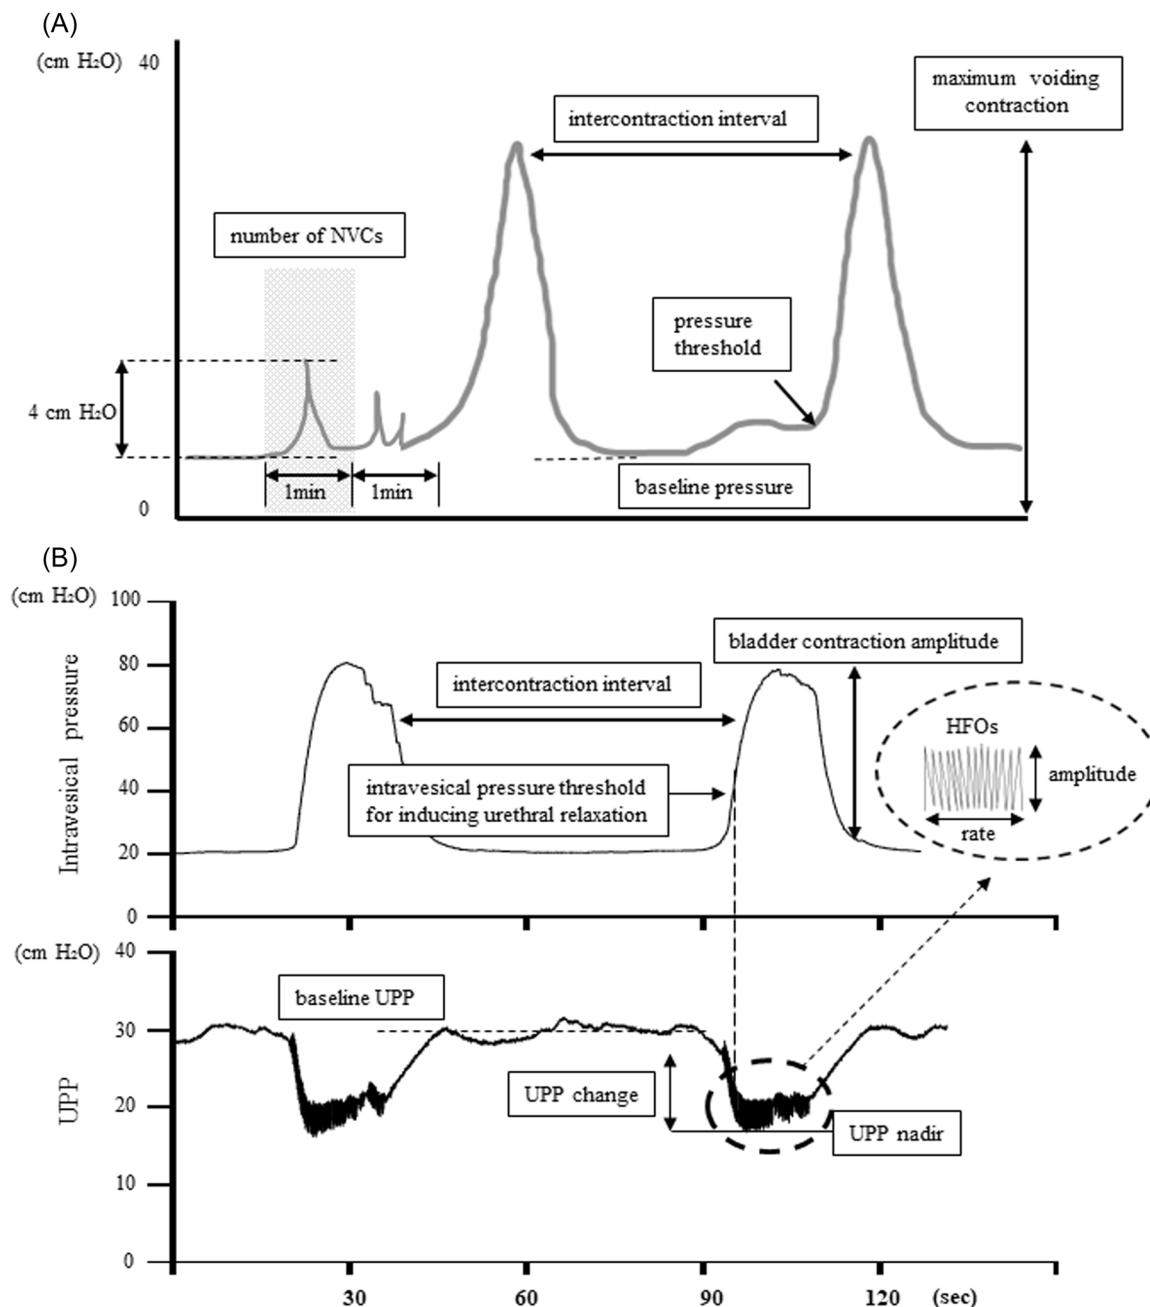 (A)
(cm H₂O) 40
maximum voiding
contraction
intercontraction interval
number of NVCs
pressure
threshold
4 cm H₂O
1min 1min
baseline pressure
0
(B)
(cm H₂O) 100
80
60
40
20
0
Intravesical pressure
bladder contraction amplitude
intercontraction interval
HFOs
amplitude
rate
intravesical pressure threshold
for inducing urethral relaxation
(cm H₂O) 40
30
20
10
0
UPP
baseline UPP
UPP change
UPP nadir
30 60 90 120 (sec)